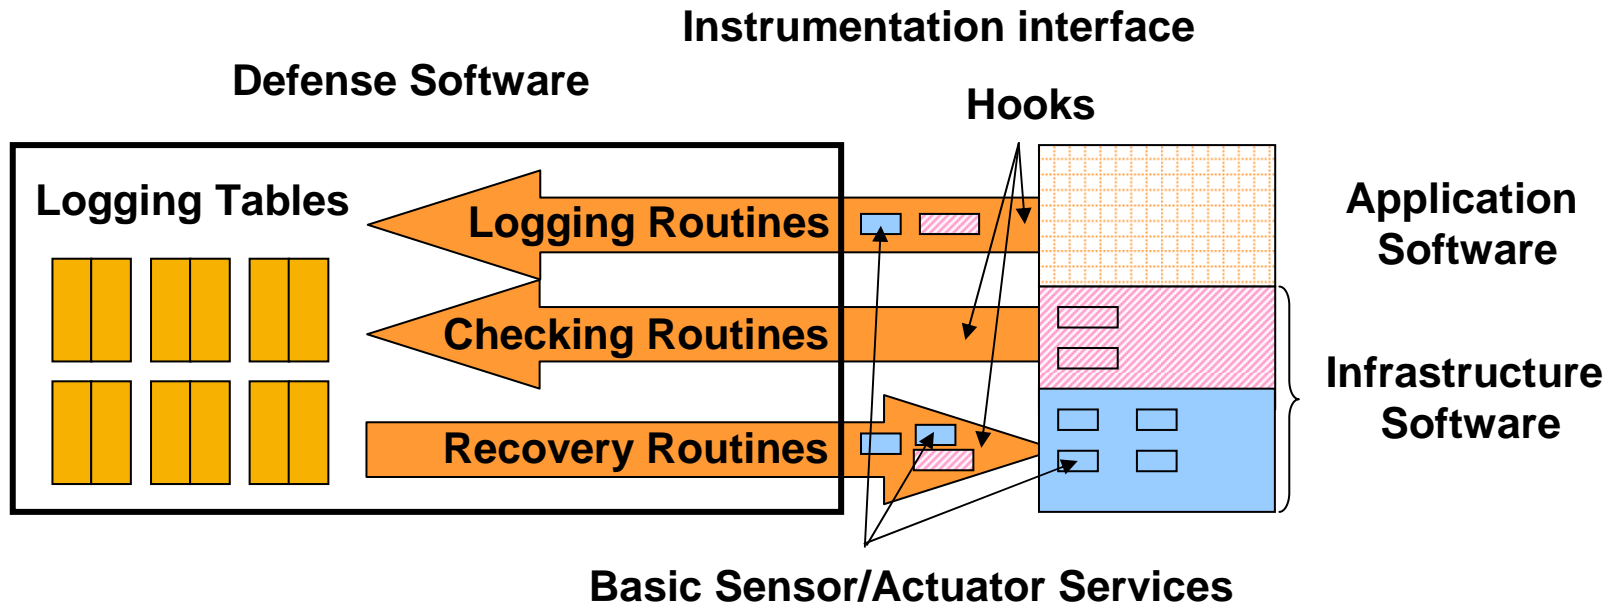 Instrumentation interface
Defense Software
Hooks
Logging Tables
Logging Routines
Application
Software
Checking Routines
Infrastructure
Software
Recovery Routines
Basic Sensor/Actuator Services